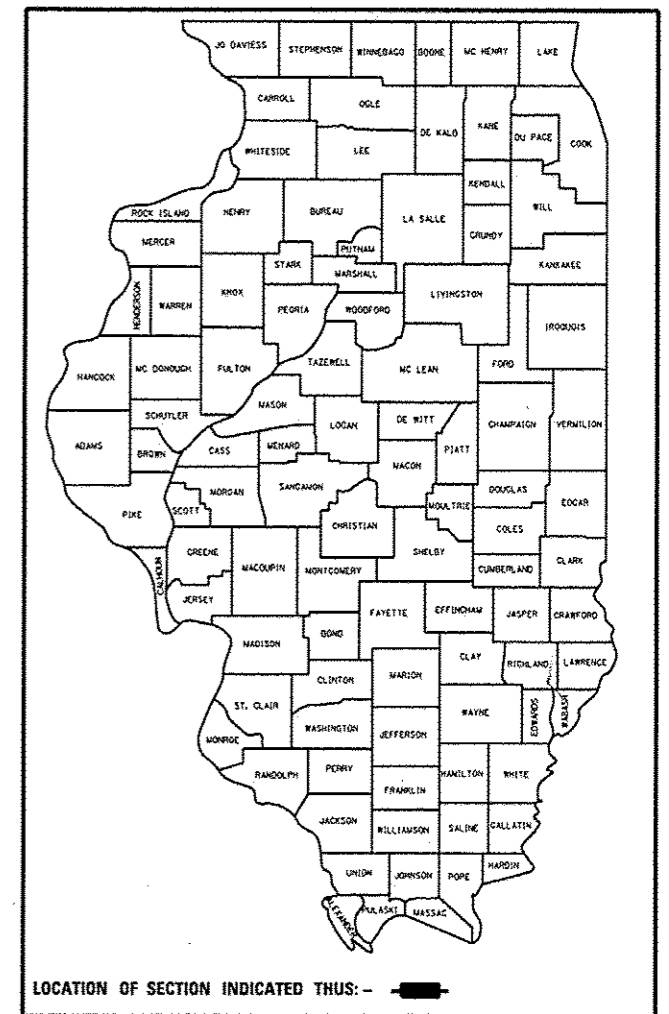 JO DAVIESS STEPHENSON WINNEBAGO BOONE MC HENRY LAKE
CARROLL OGLE DE KALB KANE DU PAGE COOK
WHITESIDE LEE KENDALL WILL
ROCK ISLAND HENRY BUREAU LA SALLE GRUNDY
MERCER PUTNAM KANKAKEE
STARK MARSHALL
HENDERSON WARREN KNOX PEORIA WOODFORD LIVINGSTON IROQUOIS
HANCOCK MC DONOUGH FULTON TAZEWELL MC LEAN FORD
SCHUYLER MASON LOGAN DE WITT CHAMPAIGN VERMILION
ADAMS BROWN CASS MENARD MACON PIATT
PIKE SCOTT MORGAN SANGAMON CHRISTIAN MOULTRIE DOUGLAS EDGAR
COLES
CALHOUN GREENE MACOUPIN MONTGOMERY SHELBY CUMBERLAND CLARK
JERSEY FAYETTE EFFINGHAM JASPER CRAWFORD
MADISON BOND CLAY RICHLAND LAWRENCE
CLINTON MARION
ST. CLAIR WASHINGTON JEFFERSON WAYNE EDWARDS WABASH
MONROE
RANDOLPH PERRY FRANKLIN HAMILTON WHITE
JACKSON WILLIAMSON SALINE GALLATIN
UNION JOHNSON POPE HARDIN
ALEXANDER PULASKI MASSAC
LOCATION OF SECTION INDICATED THUS: -